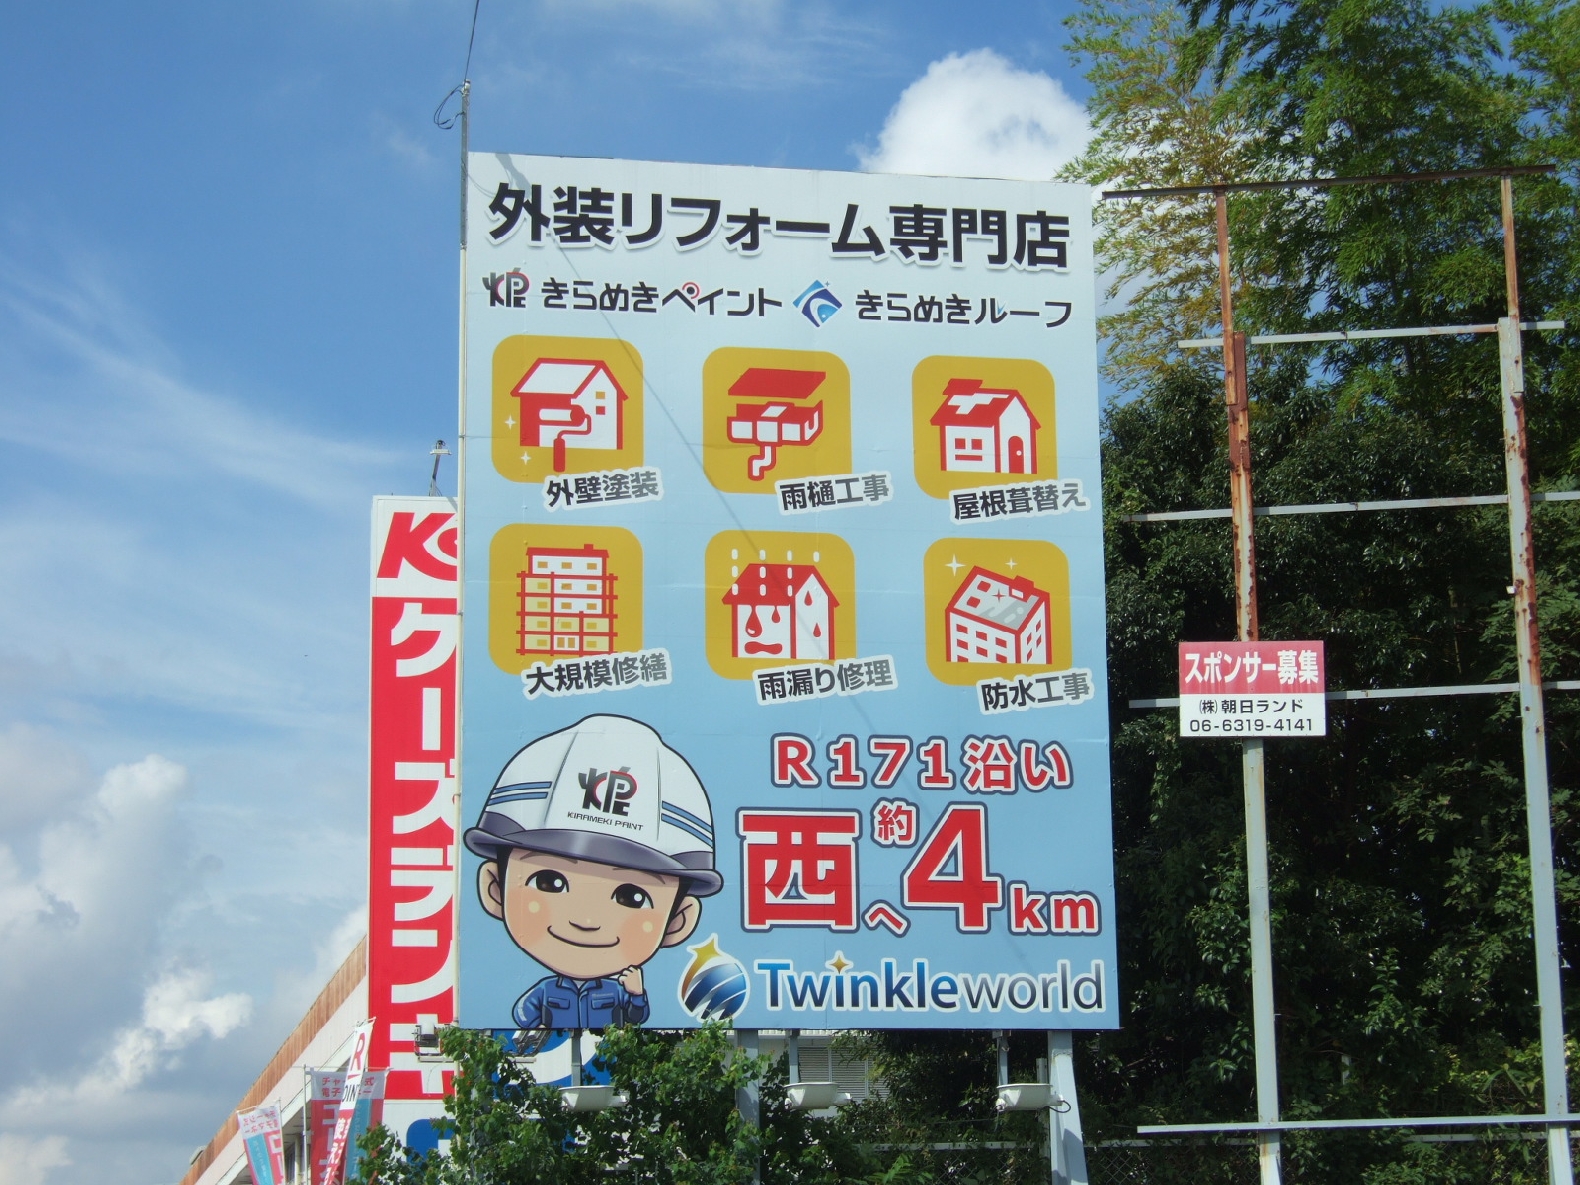 外装リフォーム専門店
KPE きらめきペイント きらめきルーフ
外壁塗装 雨樋工事 屋根葺替え
大規模修繕 雨漏り修理 防水工事
KPE
KIRAMEKI PAINT
R171沿い
西へ約4km
Twinkleworld
K
ケーズデンキ
スポンサー募集
(株)朝日ランド
06-6319-4141